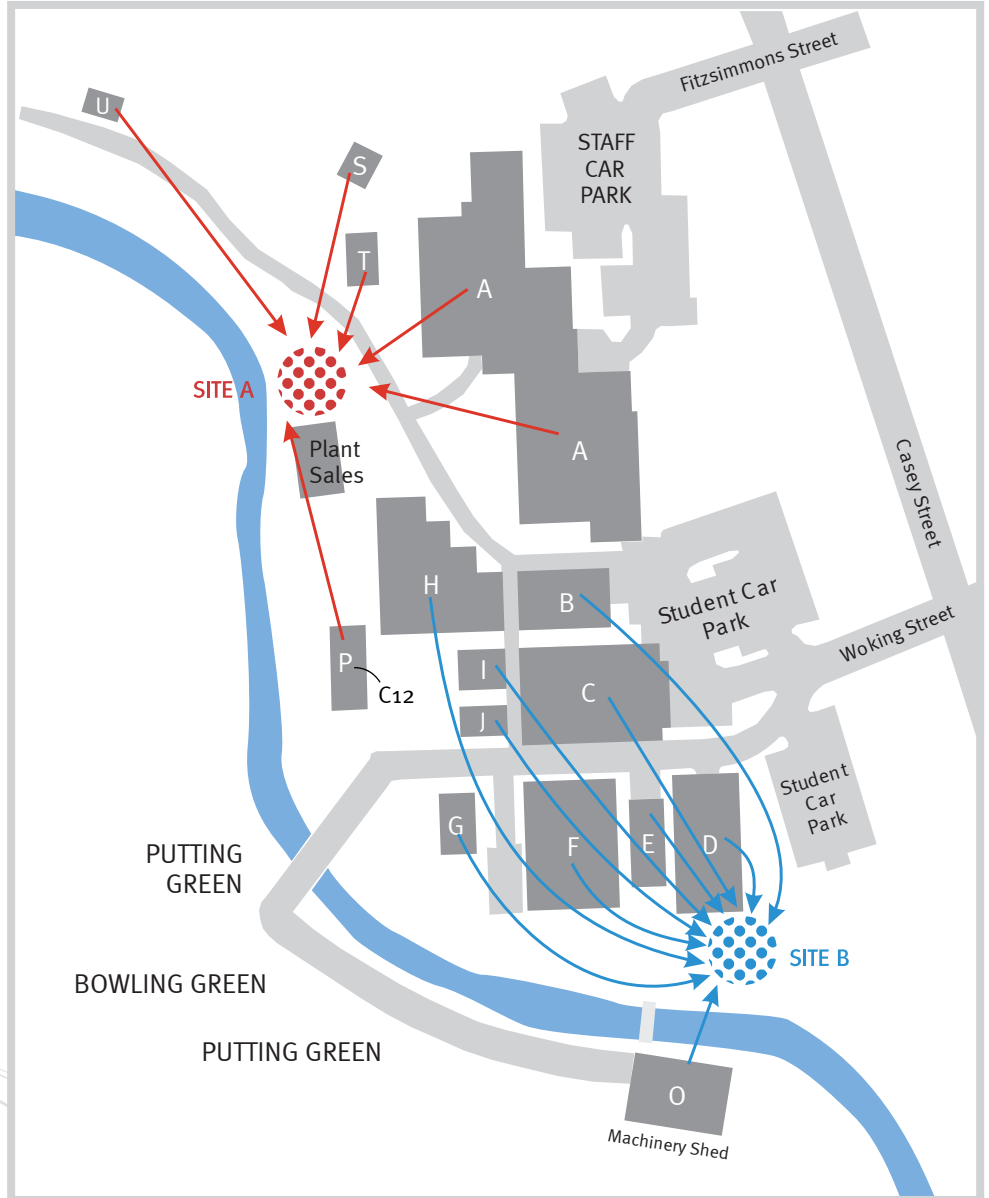 Fitzsimmons Street
U
STAFF
CAR
PARK
S
T
A
SITE A
Plant
Sales
A
Casey Street
H
B
Student Car
Park
Woking Street
P
C12
I
C
J
Student
Car
Park
G
F
E
D
PUTTING
GREEN
SITE B
BOWLING GREEN
PUTTING GREEN
O
Machinery Shed